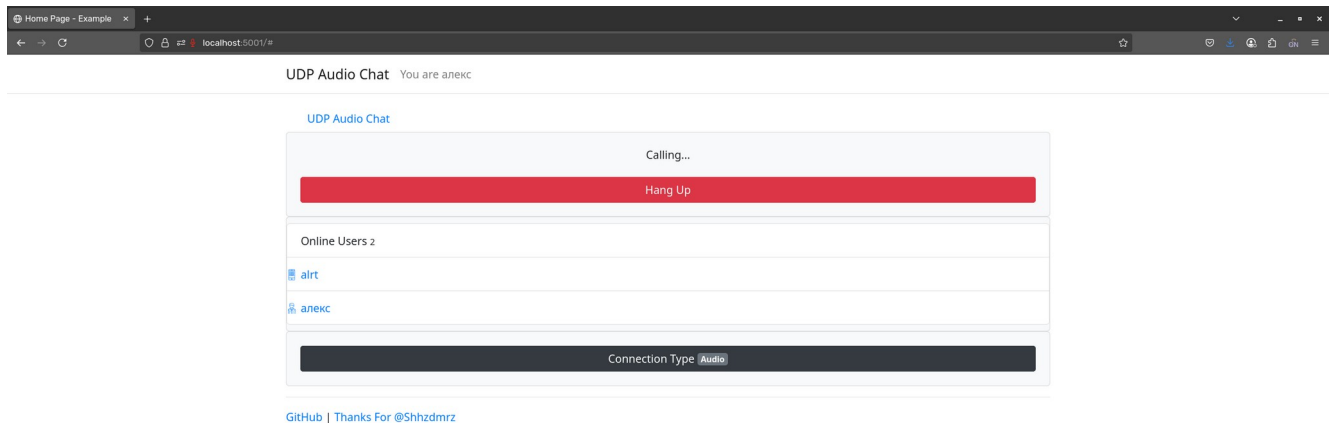 Home Page - Example
localhost:5001/#
UDP Audio Chat You are алекс
UDP Audio Chat
Calling...
Hang Up
Online Users 2
alrt
алекс
Connection Type Audio
GitHub | Thanks For @Shhzdmrz